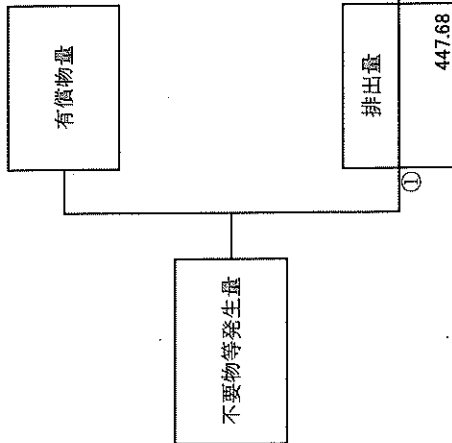 有償物量
不要物等発生量
排出量
①
447.68